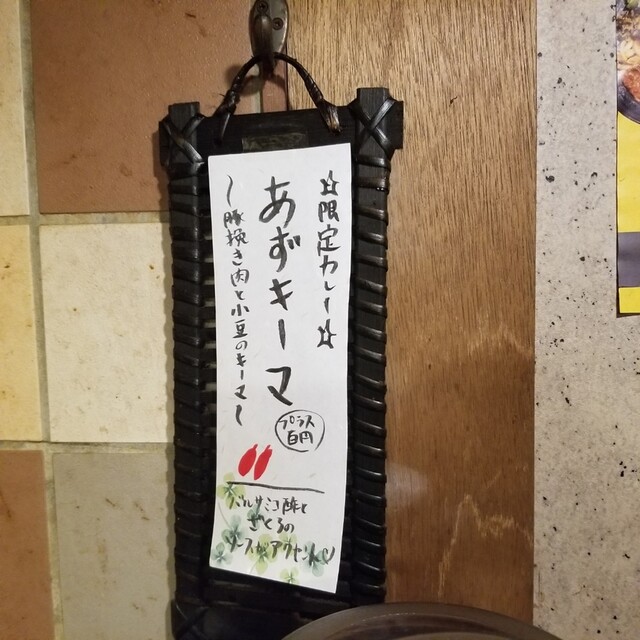 ☆限定カレー☆
あずキーマ
〜豚挽き肉と小豆のキーマ〜
プラス
百円
バルサミコ酢と
ざくろの
ソースがアクセント